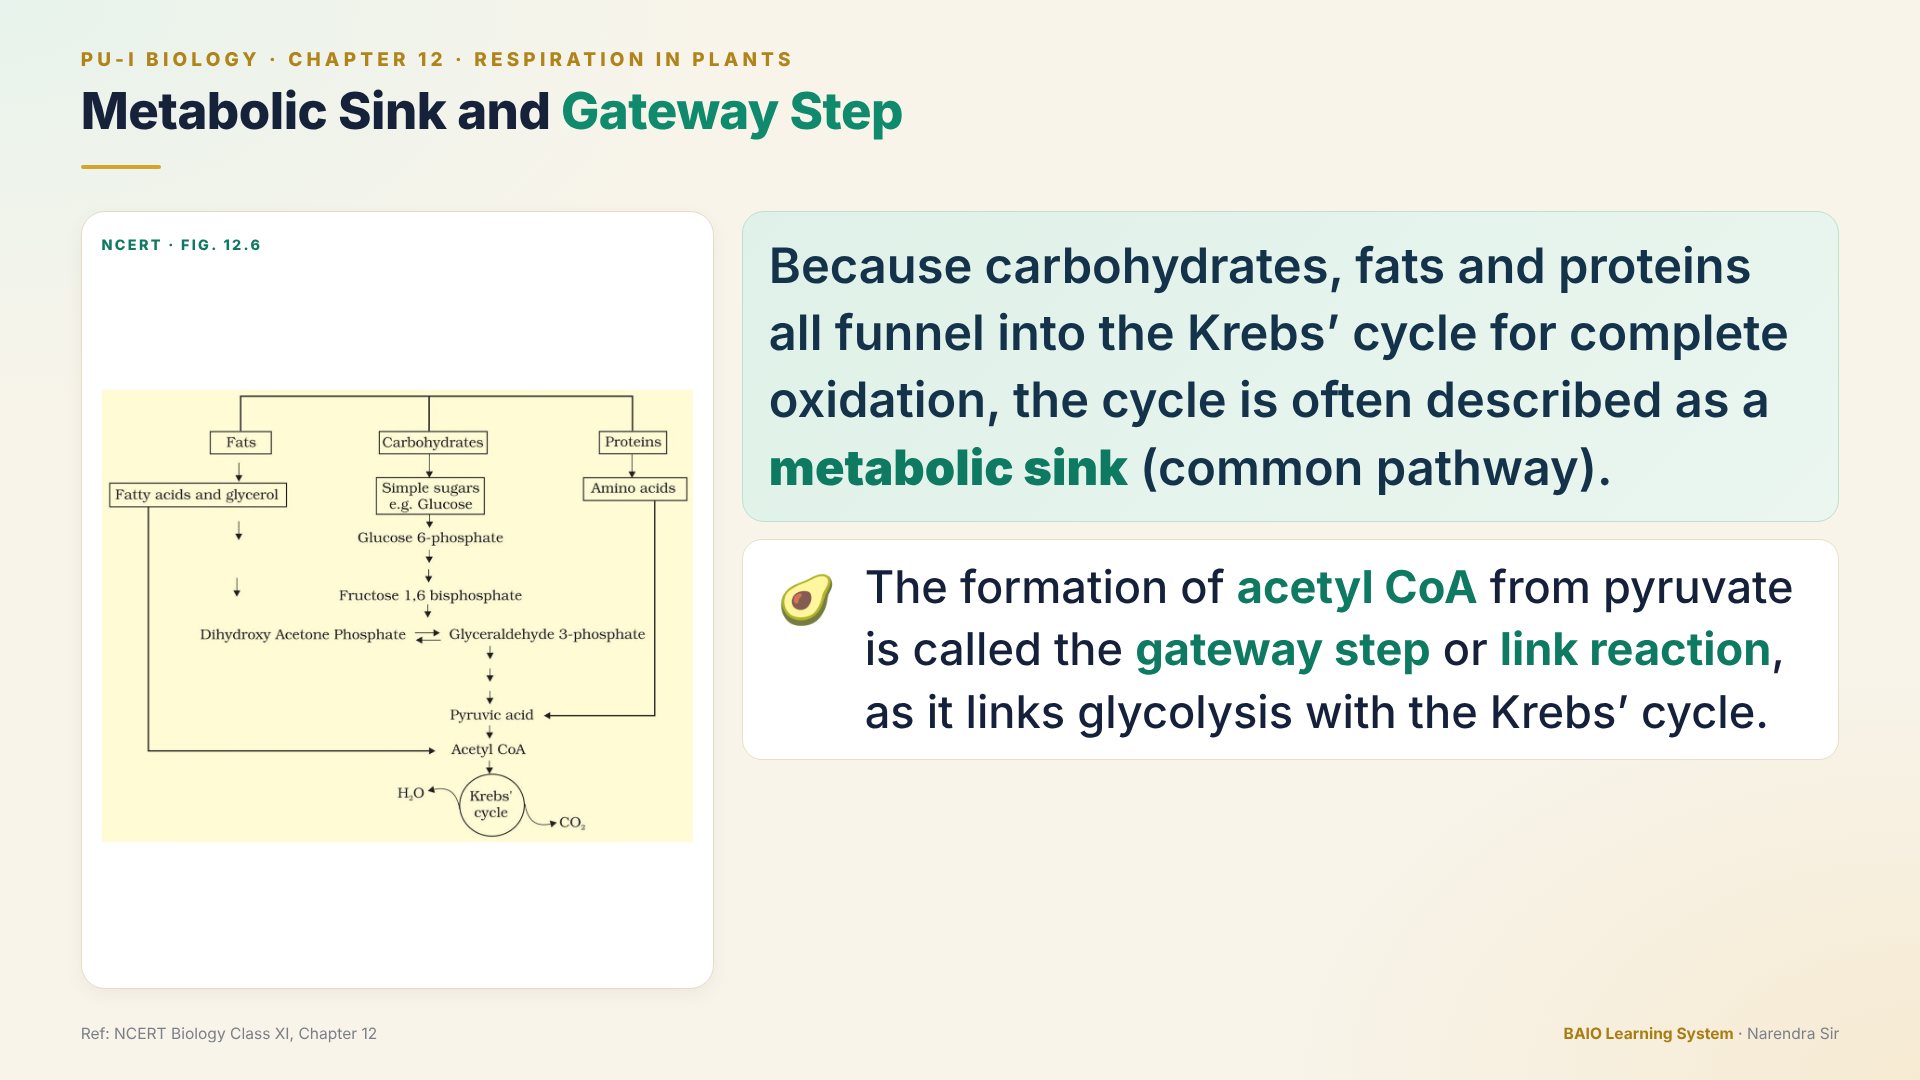 PU-I BIOLOGY · CHAPTER 12 · RESPIRATION IN PLANTS
Metabolic Sink and Gateway Step
NCERT · FIG. 12.6
Fats
Carbohydrates
Proteins
Fatty acids and glycerol
Simple sugars
e.g. Glucose
Amino acids
Glucose 6-phosphate
Fructose 1,6 bisphosphate
Dihydroxy Acetone Phosphate
Glyceraldehyde 3-phosphate
Pyruvic acid
Acetyl CoA
H₂O
Krebs’
cycle
CO₂
Because carbohydrates, fats and proteins
all funnel into the Krebs’ cycle for complete
oxidation, the cycle is often described as a
metabolic sink (common pathway).
The formation of acetyl CoA from pyruvate
is called the gateway step or link reaction,
as it links glycolysis with the Krebs’ cycle.
Ref: NCERT Biology Class XI, Chapter 12
BAIO Learning System · Narendra Sir